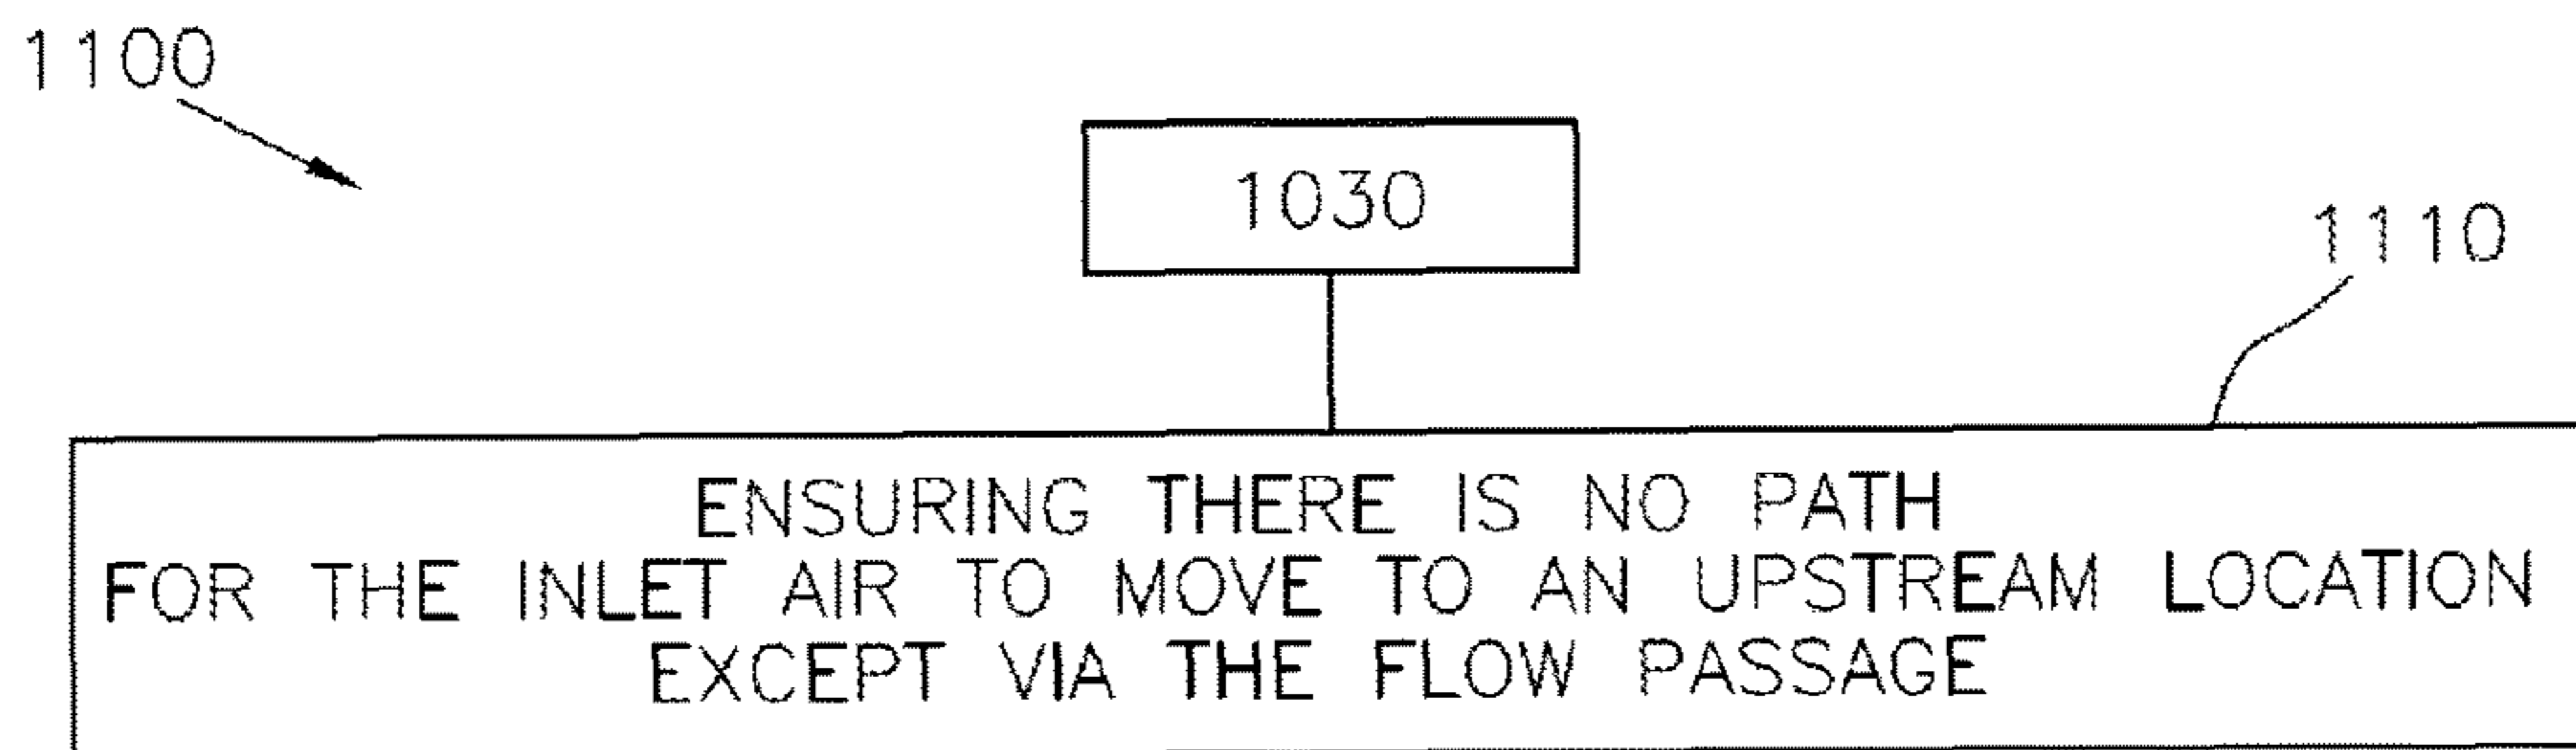 1100
1030
1110
ENSURING THERE IS NO PATH
FOR THE INLET AIR TO MOVE TO AN UPSTREAM LOCATION
EXCEPT VIA THE FLOW PASSAGE